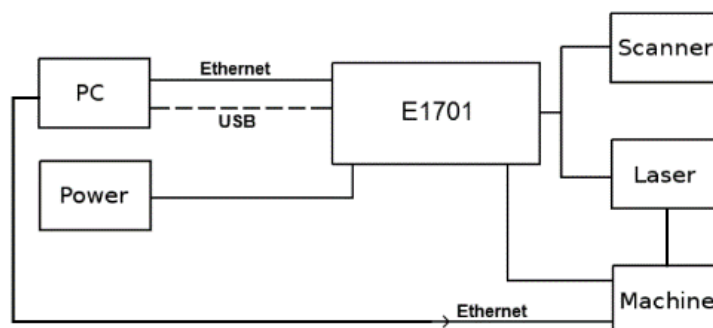 Scanner
Ethernet
PC
E1701
USB
Laser
Power
Machine
Ethernet